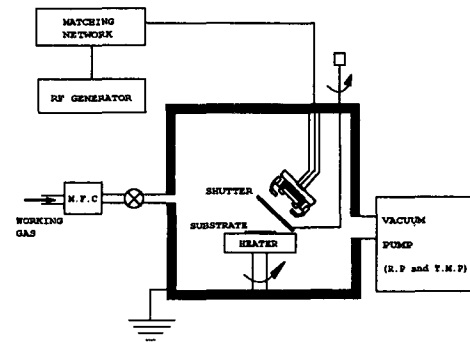 MATCHING
NETWORK
RF GENERATOR
M.F.C
WORKING
GAS
SHUTTER
SUBSTRATE
HEATER
VACUUM
PUMP
(R.P and T.M.P)